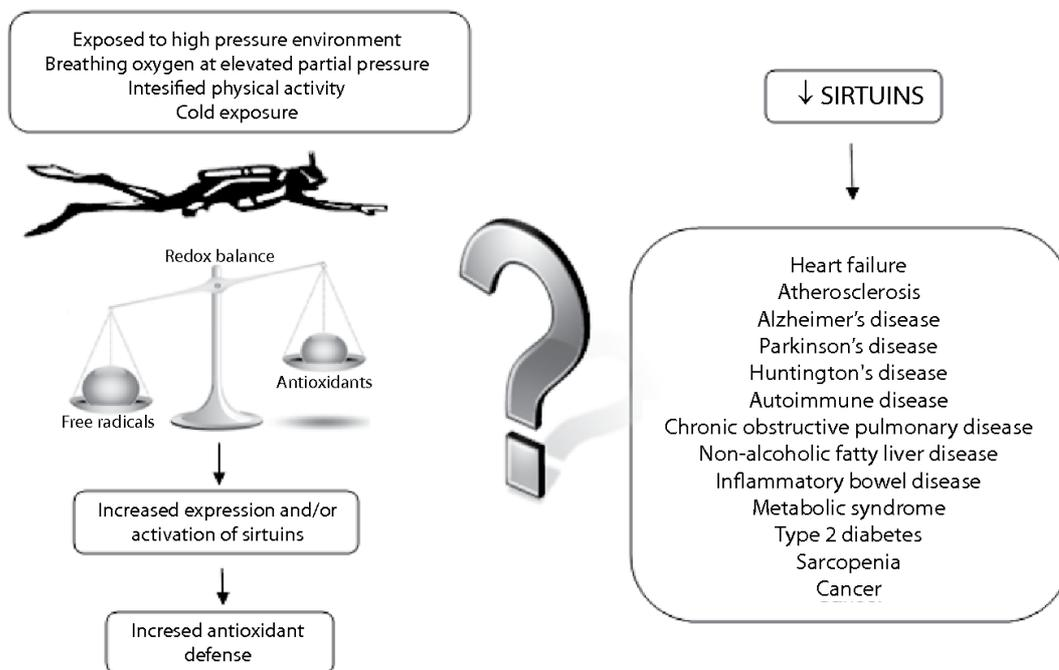 Exposed to high pressure environment
Breathing oxygen at elevated partial pressure
Intesified physical activity
Cold exposure
Redox balance
Antioxidants
Free radicals
Increased expression and/or
activation of sirtuins
Incresed antioxidant
defense
↓ SIRTUINS
Heart failure
Atherosclerosis
Alzheimer’s disease
Parkinson’s disease
Huntington's disease
Autoimmune disease
Chronic obstructive pulmonary disease
Non-alcoholic fatty liver disease
Inflammatory bowel disease
Metabolic syndrome
Type 2 diabetes
Sarcopenia
Cancer